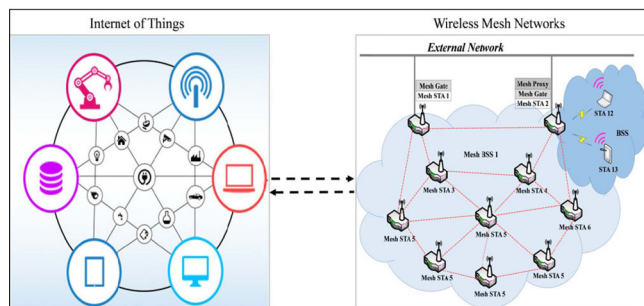 Internet of Things
Wireless Mesh Networks
External Network
Mesh Gate
Mesh STA 1
Mesh Proxy
Mesh Gate
Mesh STA 2
STA 12
BSS
STA 13
Mesh BSS 1
Mesh STA 3
Mesh STA 4
Mesh STA 5
Mesh STA 5
Mesh STA 6
Mesh STA 5
Mesh STA 5
Mesh STA 5